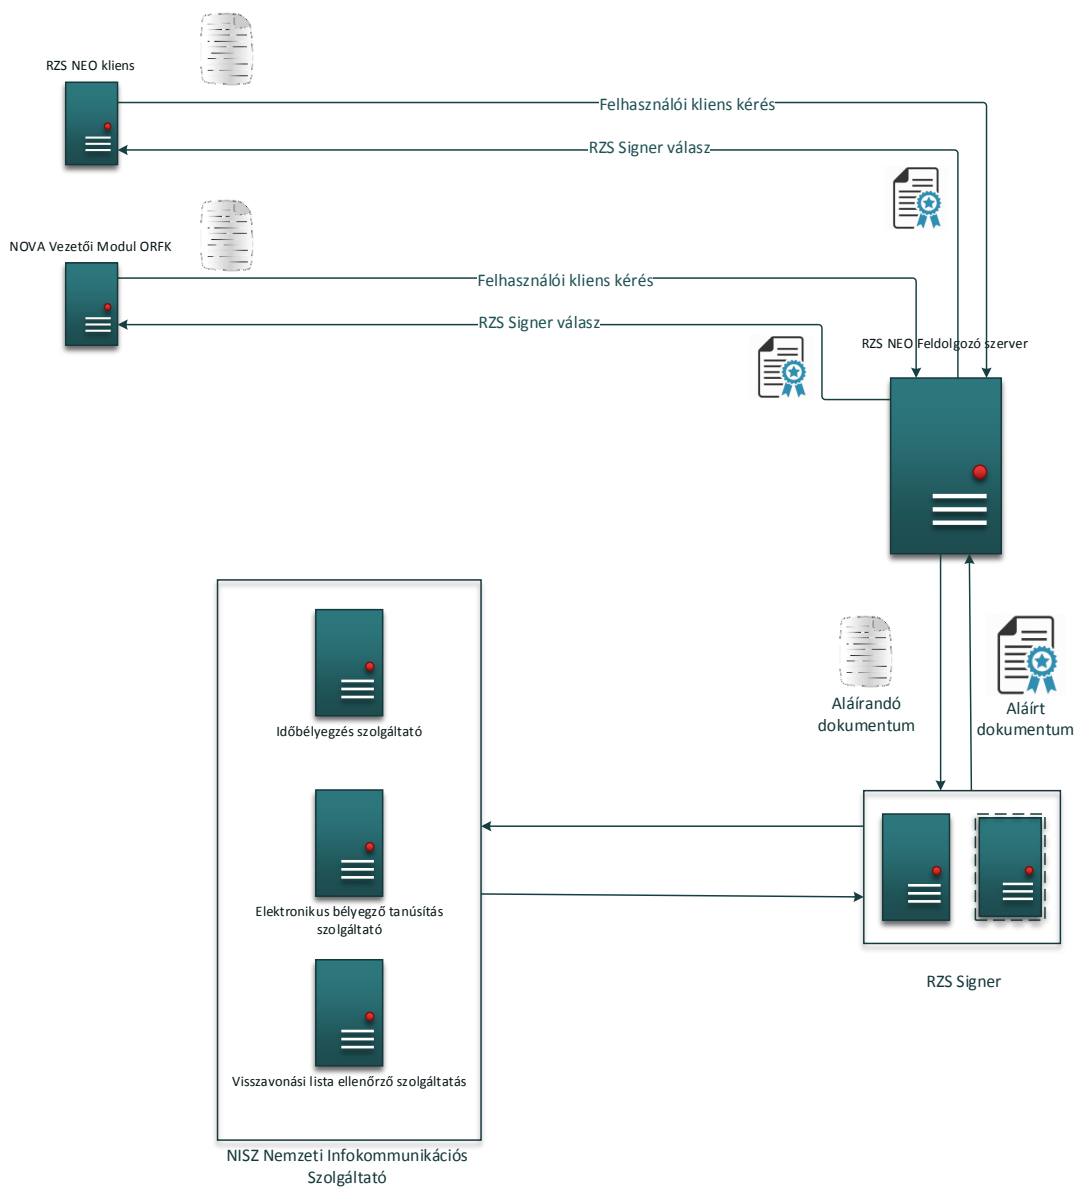 RZS NEO kliens
Felhasználói kliens kérés
RZS Signer válasz
NOVA Vezetői Modul ORFK
Felhasználói kliens kérés
RZS Signer válasz
RZS NEO Feldolgozó szerver
Aláírandó
dokumentum
Aláírt
dokumentum
Időbélyegzés szolgáltató
Elektronikus bélyegző tanúsítás
szolgáltató
Visszavonási lista ellenőrző szolgáltatás
RZS Signer
NISZ Nemzeti Infokommunikációs
Szolgáltató